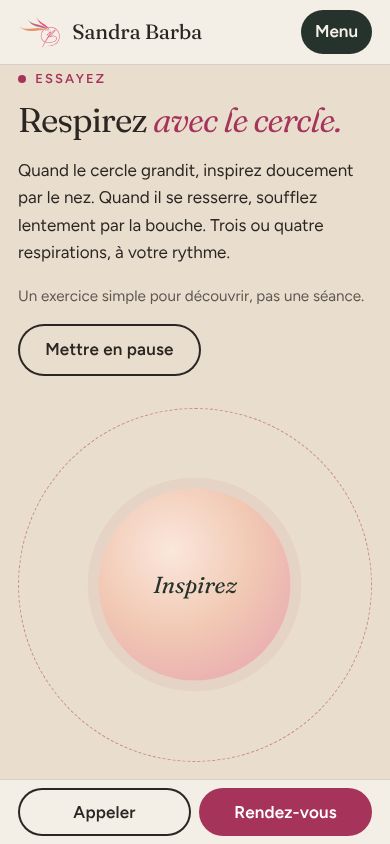 Sandra Barba
Menu
ESSAYEZ
Respirez avec le cercle.
Quand le cercle grandit, inspirez doucement
par le nez. Quand il se resserre, soufflez
lentement par la bouche. Trois ou quatre
respirations, à votre rythme.
Un exercice simple pour découvrir, pas une séance.
Mettre en pause
Inspirez
Appeler
Rendez-vous